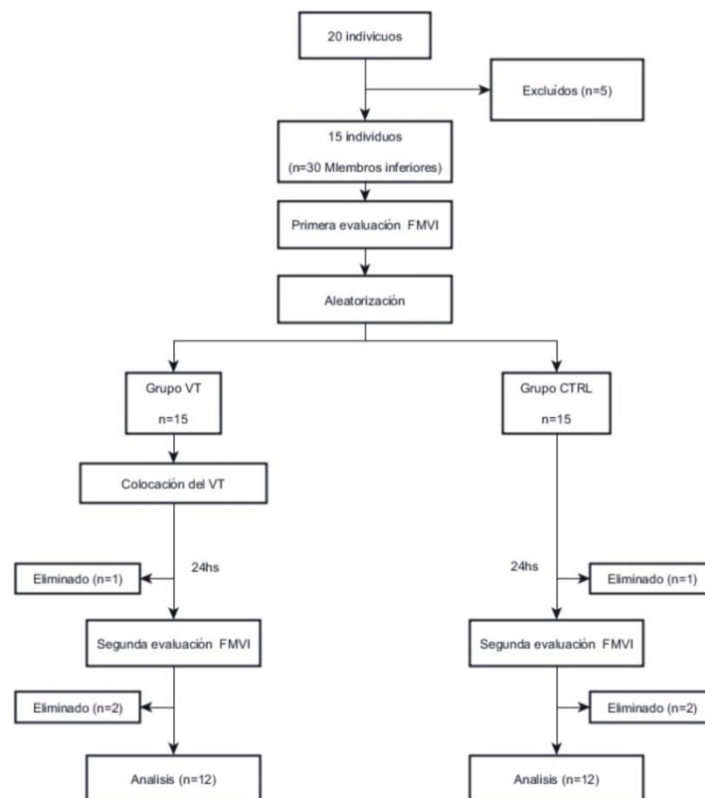 20 indivicuos
Excluídos (n=5)
15 individuos
(n=30 MIembros inferiores)
Primera evaluación FMVI
Aleatorización
Grupo VT
n=15
Grupo CTRL
n=15
Colocación del VT
24hs
24hs
Eliminado (n=1)
Eliminado (n=1)
Segunda evaluación FMVI
Segunda evaluación FMVI
Eliminado (n=2)
Eliminado (n=2)
Analisis (n=12)
Analisis (n=12)